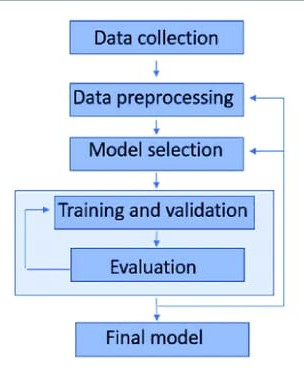 Data collection
Data preprocessing
Model selection
Training and validation
Evaluation
Final model